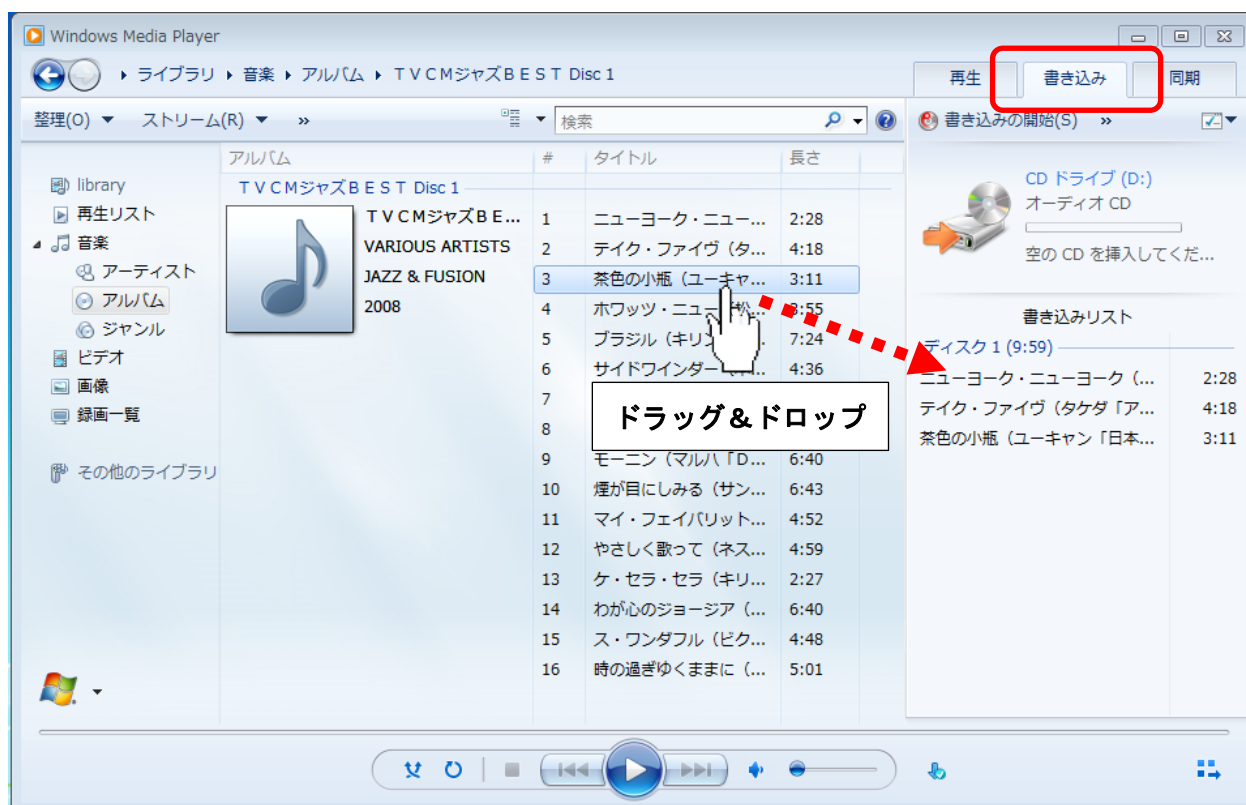 Windows Media Player
ライブラリ 音楽 アルバム ＴＶＣＭジャズＢＥＳＴ Disc 1
再生 書き込み 同期
整理(O) ストリーム(R) »
検索
書き込みの開始(S) »
アルバム # タイトル 長さ
library
再生リスト
音楽
アーティスト
アルバム
ジャンル
ビデオ
画像
録画一覧
その他のライブラリ
ＴＶＣＭジャズＢＥＳＴ Disc 1
ＴＶＣＭジャズＢＥ...
VARIOUS ARTISTS
JAZZ & FUSION
2008
1 ニューヨーク・ニュー... 2:28
2 テイク・ファイヴ（タ... 4:18
3 茶色の小瓶（ユーキャ... 3:11
4 ホワッツ・ニュー 3:55
5 ブラジル（キリン 7:24
6 サイドワインダー 4:36
7
8
9 モーニン（マルハ「Ｄ... 6:40
10 煙が目にしみる（サン... 6:43
11 マイ・フェイバリット... 4:52
12 やさしく歌って（ネス... 4:59
13 ケ・セラ・セラ（キリ... 2:27
14 わが心のジョージア（... 6:40
15 ス・ワンダフル（ビク... 4:48
16 時の過ぎゆくままに（... 5:01
ドラッグ＆ドロップ
CD ドライブ (D:)
オーディオ CD
空の CD を挿入してくだ...
書き込みリスト
ディスク 1 (9:59)
ニューヨーク・ニューヨーク（... 2:28
テイク・ファイヴ（タケダ「ア... 4:18
茶色の小瓶（ユーキャン「日本... 3:11